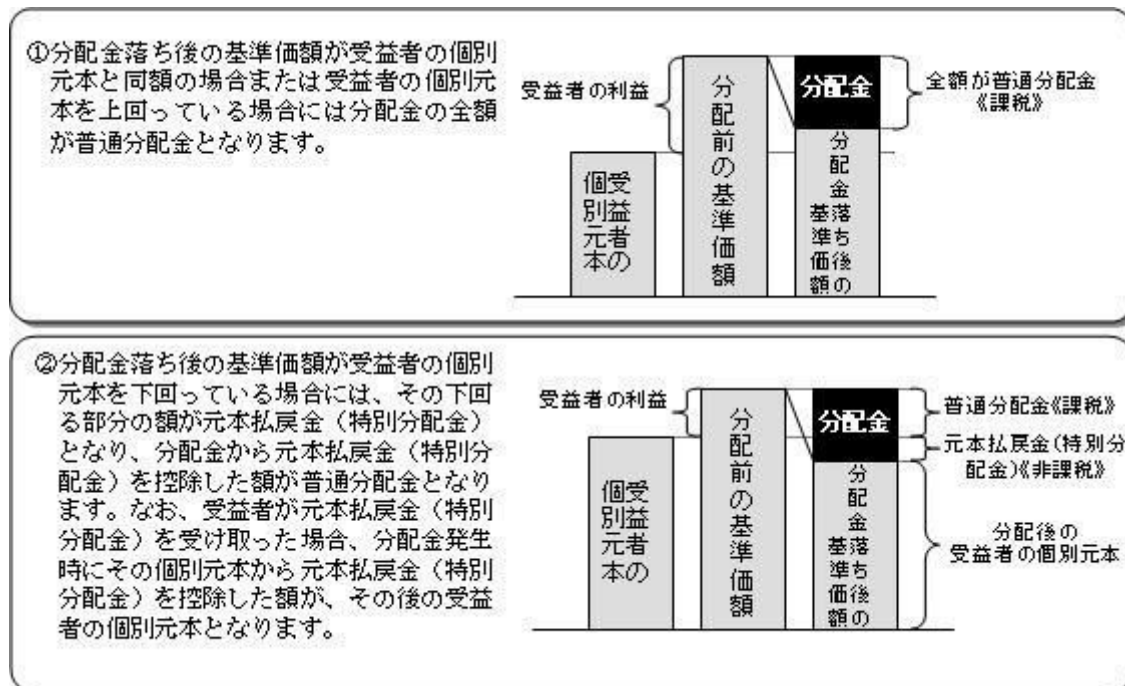 ①分配金落ち後の基準価額が受益者の個別
元本と同額の場合または受益者の個別元
本を上回っている場合には分配金の全額
が普通分配金となります。
受益者の利益
受益者の
個別元本
分配前の基準価額
分配金
分配金落ち後の
基準価額
全額が普通分配金
《課税》
②分配金落ち後の基準価額が受益者の個別
元本を下回っている場合には、その下回
る部分の額が元本払戻金（特別分配金）
となり、分配金から元本払戻金（特別分
配金）を控除した額が普通分配金となり
ます。なお、受益者が元本払戻金（特別
分配金）を受け取った場合、分配金発生
時にその個別元本から元本払戻金（特別
分配金）を控除した額が、その後の受益
者の個別元本となります。
受益者の利益
受益者の
個別元本
分配前の基準価額
分配金
分配金落ち後の
基準価額
普通分配金《課税》
元本払戻金(特別分
配金)《非課税》
分配後の
受益者の個別元本